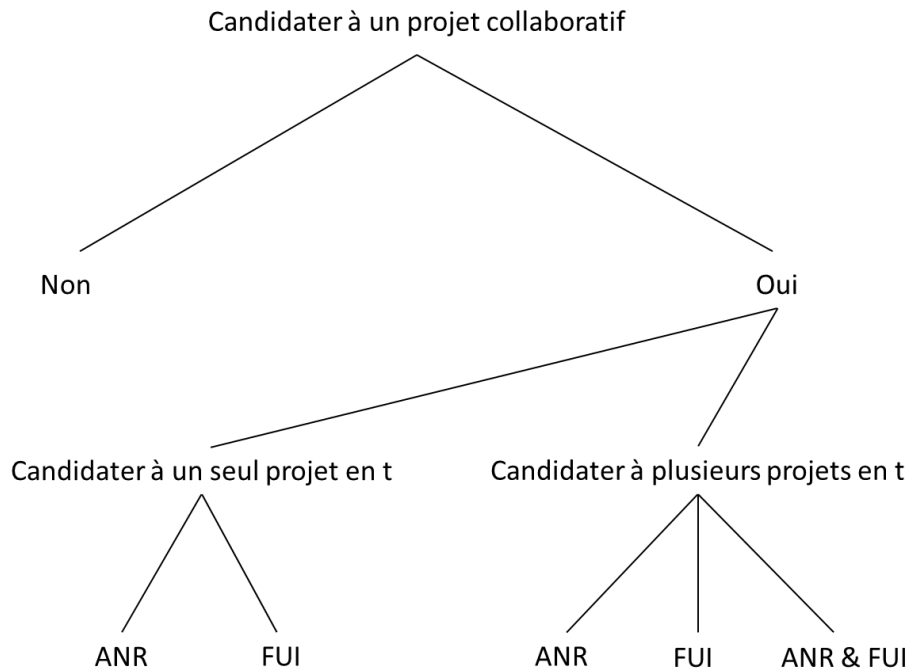 Candidater à un projet collaboratif
Non
Oui
Candidater à un seul projet en t
Candidater à plusieurs projets en t
ANR
FUI
ANR
FUI
ANR & FUI